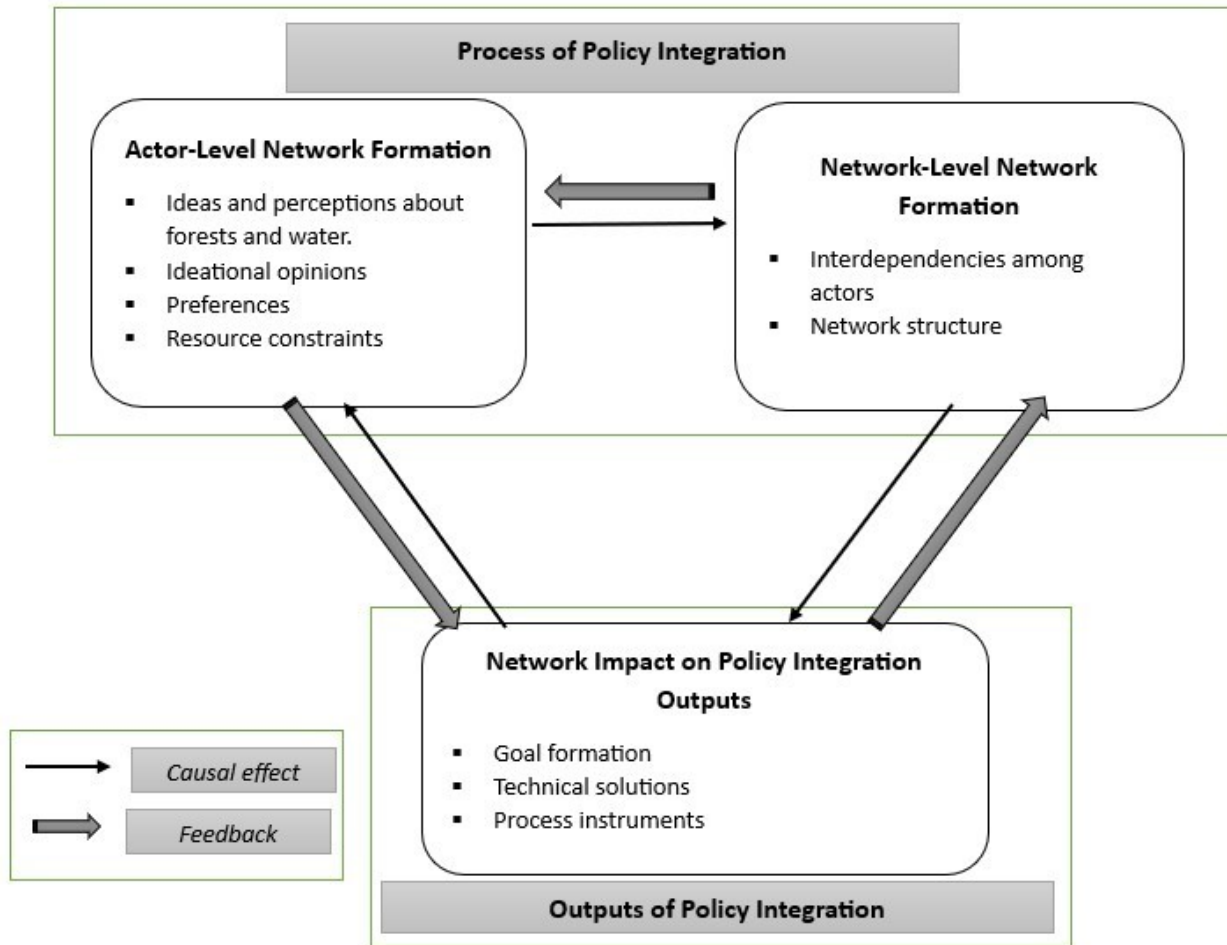 Process of Policy Integration
Actor-Level Network Formation
▪ Ideas and perceptions about
forests and water.
▪ Ideational opinions
▪ Preferences
▪ Resource constraints
Network-Level Network
Formation
▪ Interdependencies among
actors
▪ Network structure
Network Impact on Policy Integration
Outputs
▪ Goal formation
▪ Technical solutions
▪ Process instruments
Outputs of Policy Integration
Causal effect
Feedback